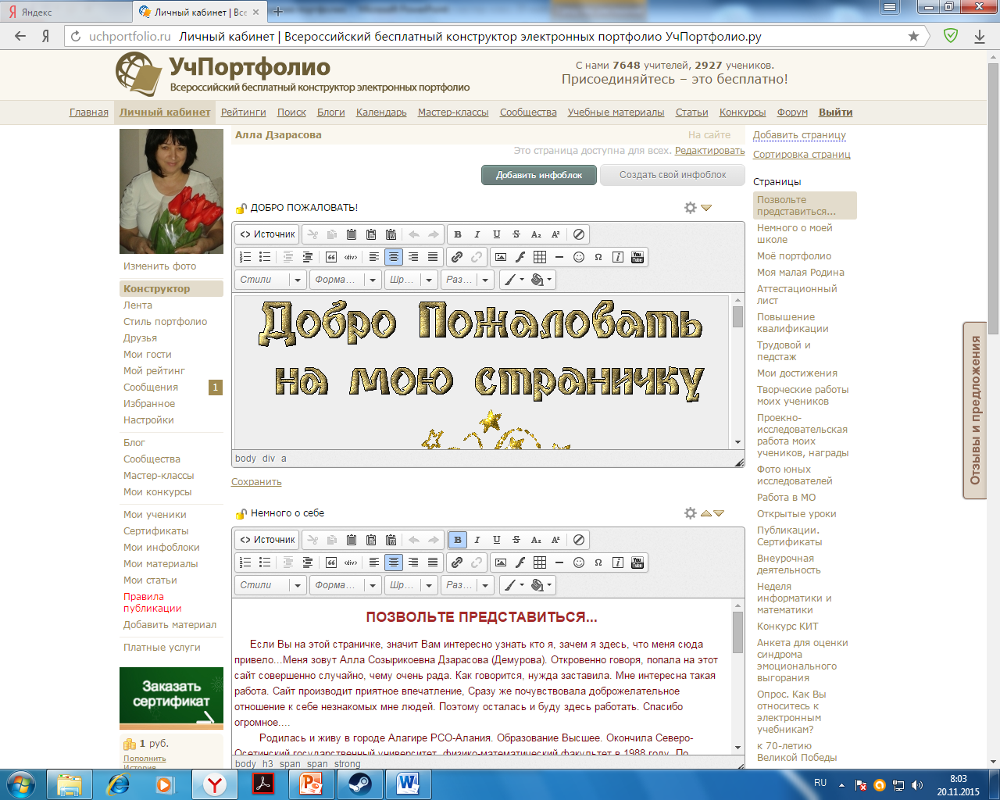 Яндекс
Личный кабинет | Все
uchportfolio.ru Личный кабинет | Всероссийский бесплатный конструктор электронных портфолио УчПортфолио.ру
УчПортфолио
Всероссийский бесплатный конструктор электронных портфолио
С нами 7648 учителей, 2927 учеников.
Присоединяйтесь – это бесплатно!
Главная Личный кабинет Рейтинги Поиск Блоги Календарь Мастер-классы Сообщества Учебные материалы Статьи Конкурсы Форум Выйти
Изменить фото
Конструктор
Лента
Стиль портфолио
Друзья
Мои гости
Мой рейтинг
Сообщения 1
Избранное
Настройки
Блог
Сообщества
Мастер-классы
Мои конкурсы
Мои ученики
Сертификаты
Мои инфоблоки
Мои материалы
Мои статьи
Правила
публикации
Добавить материал
Платные услуги
Заказать
сертификат
1 руб.
Пополнить
История
Алла Дзарасова На сайте
Это страница доступна для всех. Редактировать
Добавить инфоблок Создать свой инфоблок
ДОБРО ПОЖАЛОВАТЬ!
Источник
B I U S A₂ A²
<div> Ω i You Tube
Стили Форма... Шр... Раз...
Добро Пожаловать
на мою страничку
body div a
Сохранить
Немного о себе
Источник
B I U S A₂ A²
<div> Ω i You Tube
Стили Форма... Шр... Раз...
ПОЗВОЛЬТЕ ПРЕДСТАВИТЬСЯ...
Если Вы на этой страничке, значит Вам интересно узнать кто я, зачем я здесь, что меня сюда
привело...Меня зовут Алла Созырикоевна Дзарасова (Демурова). Откровенно говоря, попала на этот
сайт совершенно случайно, чему очень рада. Как говорится, нужда заставила. Мне интересна такая
работа. Сайт производит приятное впечатление, Сразу же почувствовала доброжелательное
отношение к себе незнакомых мне людей. Поэтому осталась и буду здесь работать. Спасибо
огромное....
Родилась и живу в городе Алагире РСО-Алания. Образование Высшее. Окончила Северо-
Осетинский государственный университет, физико-математический факультет в 1988 году. По
body h3 span span strong
Добавить страницу
Сортировка страниц
Страницы
Позвольте
представиться...
Немного о моей
школе
Моё портфолио
Моя малая Родина
Аттестационный
лист
Повышение
квалификации
Трудовой и
педстаж
Мои достижения
Творческие работы
моих учеников
Проекно-
исследовательская
работа моих
учеников, награды
Фото юных
исследователей
Работа в МО
Открытые уроки
Публикации.
Сертификаты
Внеурочная
деятельность
Неделя
информатики и
математики
Конкурс КИТ
Анкета для оценки
синдрома
эмоционального
выгорания
Опрос. Как Вы
относитесь к
электронным
учебникам?
к 70-летию
Великой Победы
Отзывы и предложения
RU
8:03
20.11.2015